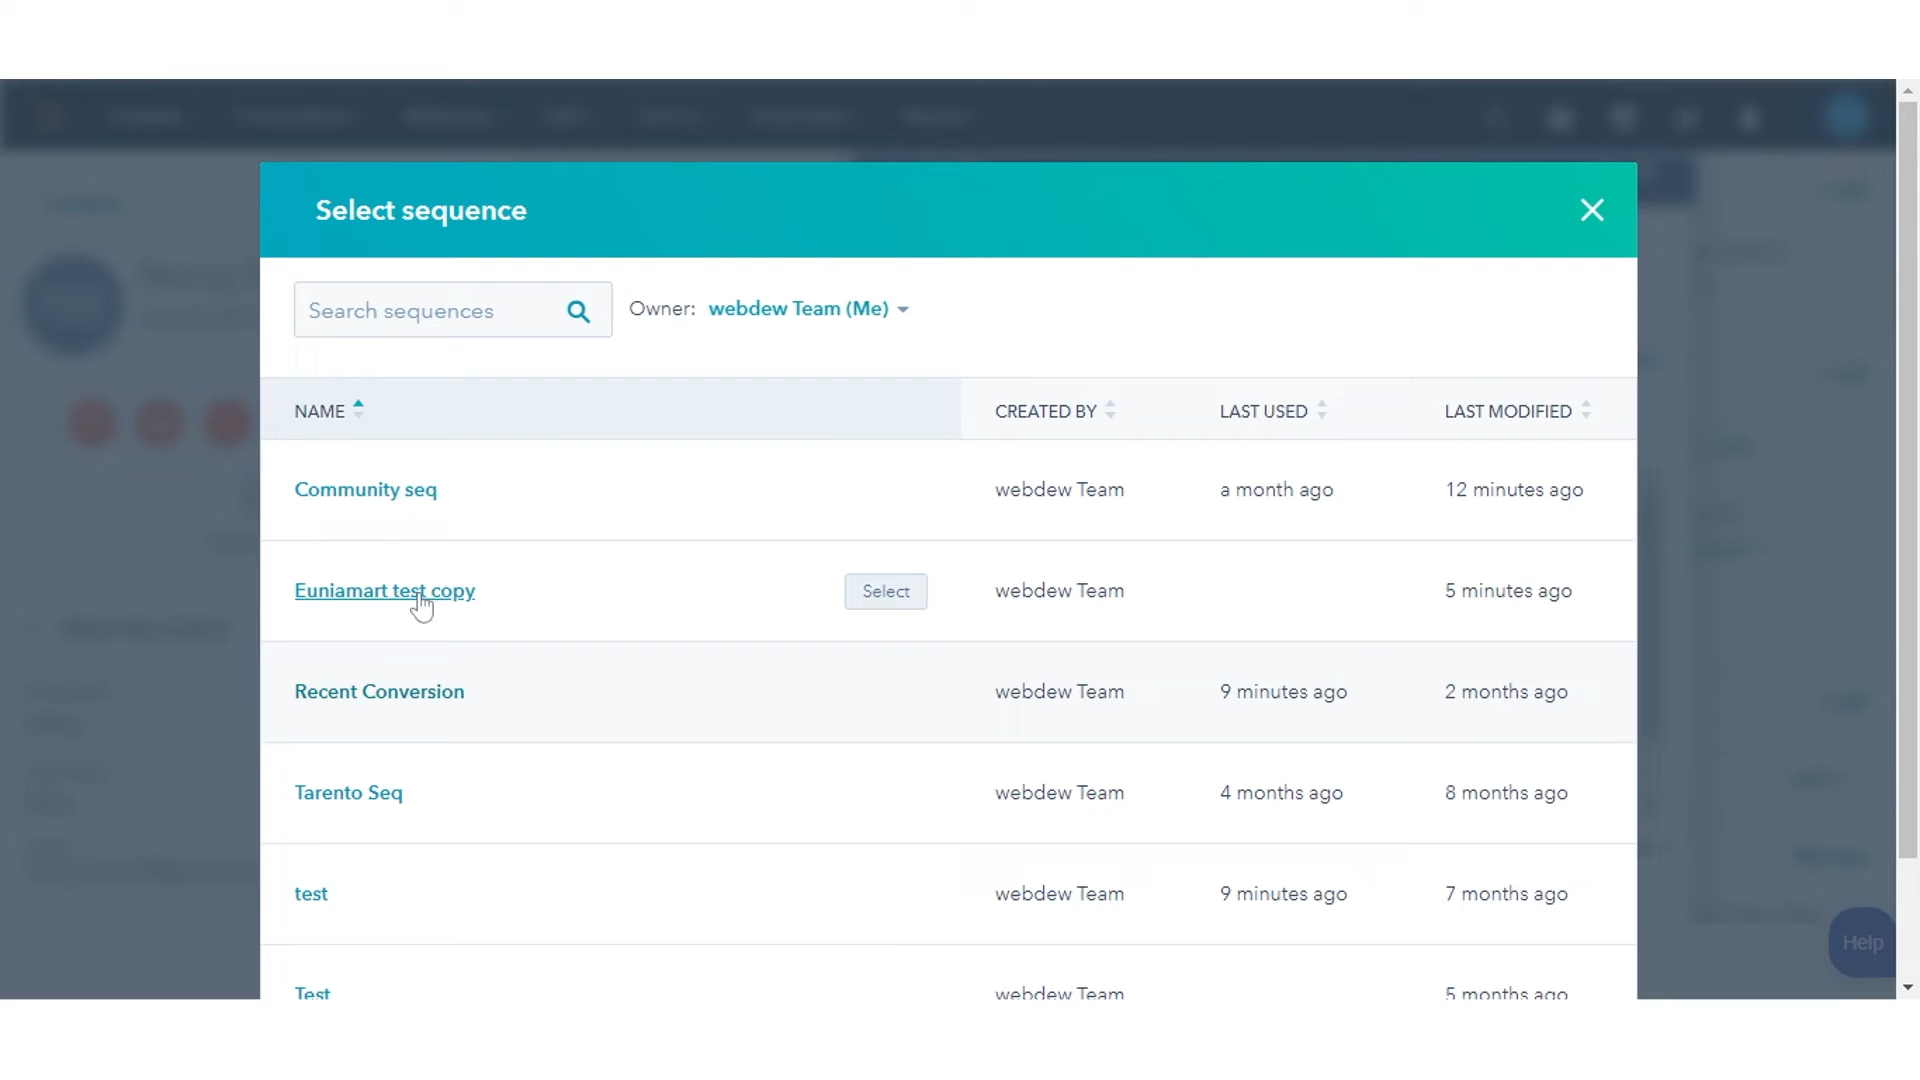 Select sequence
Search sequences
Owner: webdew Team (Me)
NAME CREATED BY LAST USED LAST MODIFIED
Community seq webdew Team a month ago 12 minutes ago
Euniamart test copy Select webdew Team 5 minutes ago
Recent Conversion webdew Team 9 minutes ago 2 months ago
Tarento Seq webdew Team 4 months ago 8 months ago
test webdew Team 9 minutes ago 7 months ago
Help
Test webdew Team 5 months ago